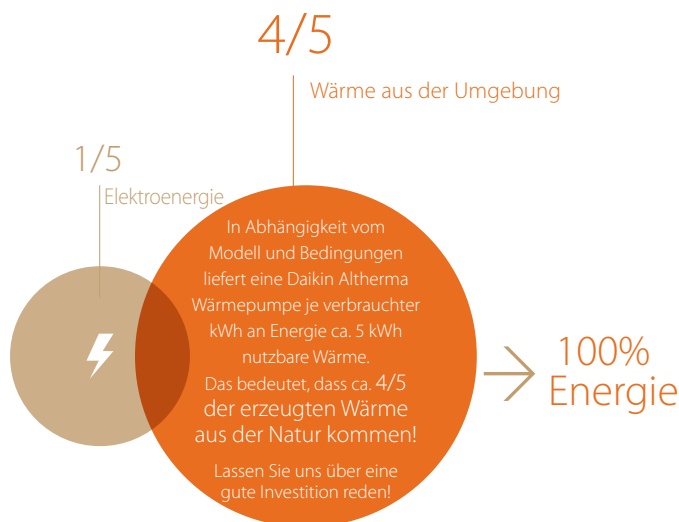 4/5
Wärme aus der Umgebung
1/5
Elektroenergie
In Abhängigkeit vom
Modell und Bedingungen
liefert eine Daikin Altherma
Wärmepumpe je verbrauchter
kWh an Energie ca. 5 kWh
nutzbare Wärme.
Das bedeutet, dass ca. 4/5
der erzeugten Wärme
aus der Natur kommen!
Lassen Sie uns über eine
gute Investition reden!
100%
Energie